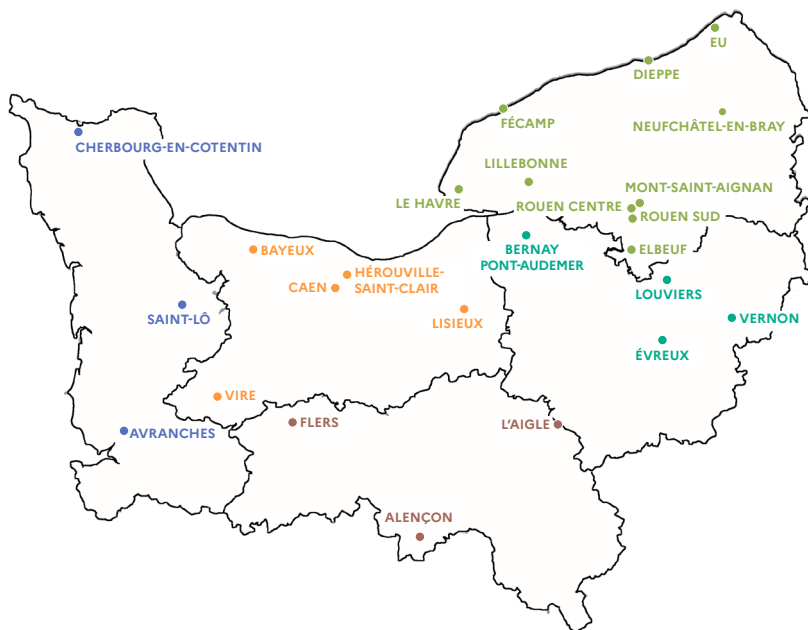 EU
DIEPPE
FÉCAMP
NEUFCHÂTEL-EN-BRAY
CHERBOURG-EN-COTENTIN
LILLEBONNE
MONT-SAINT-AIGNAN
LE HAVRE
ROUEN CENTRE
ROUEN SUD
BAYEUX
BERNAY
PONT-AUDEMER
ELBEUF
HÉROUVILLE-
SAINT-CLAIR
CAEN
LOUVIERS
SAINT-LÔ
LISIEUX
VERNON
ÉVREUX
VIRE
FLERS
L'AIGLE
AVRANCHES
ALENÇON